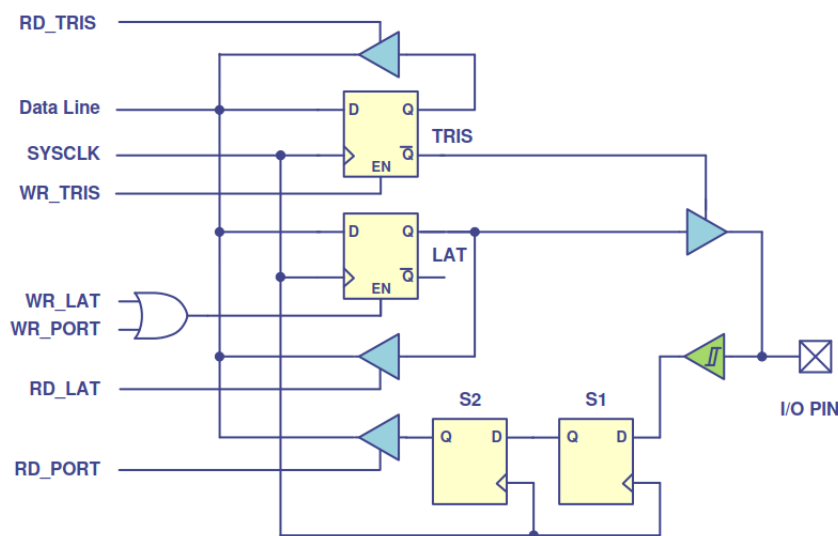 RD_TRIS
Data Line
D
Q
TRIS
SYSCLK
Q
EN
WR_TRIS
D
Q
LAT
Q
EN
WR_LAT
WR_PORT
RD_LAT
S2
S1
I/O PIN
Q
D
Q
D
RD_PORT